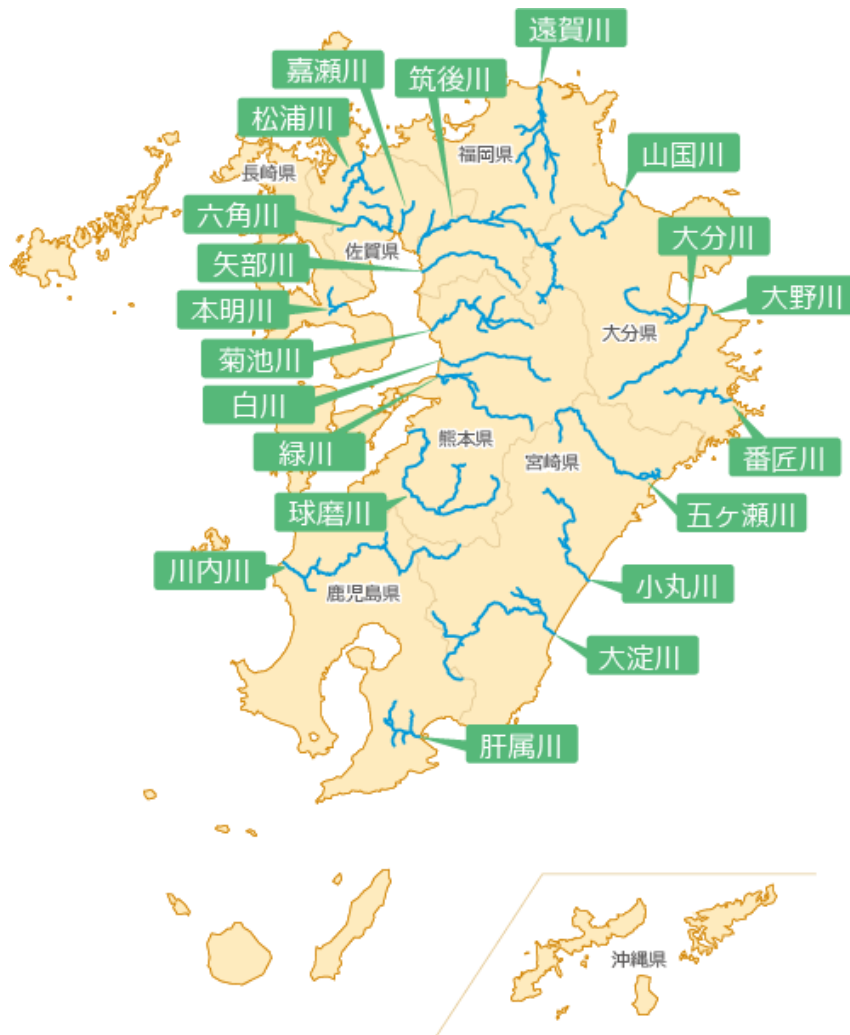 遠賀川
嘉瀬川
筑後川
松浦川
福岡県
山国川
長崎県
六角川
佐賀県
大分川
矢部川
大野川
本明川
大分県
菊池川
白川
緑川
熊本県
番匠川
宮崎県
球磨川
五ヶ瀬川
川内川
小丸川
鹿児島県
大淀川
肝属川
沖縄県